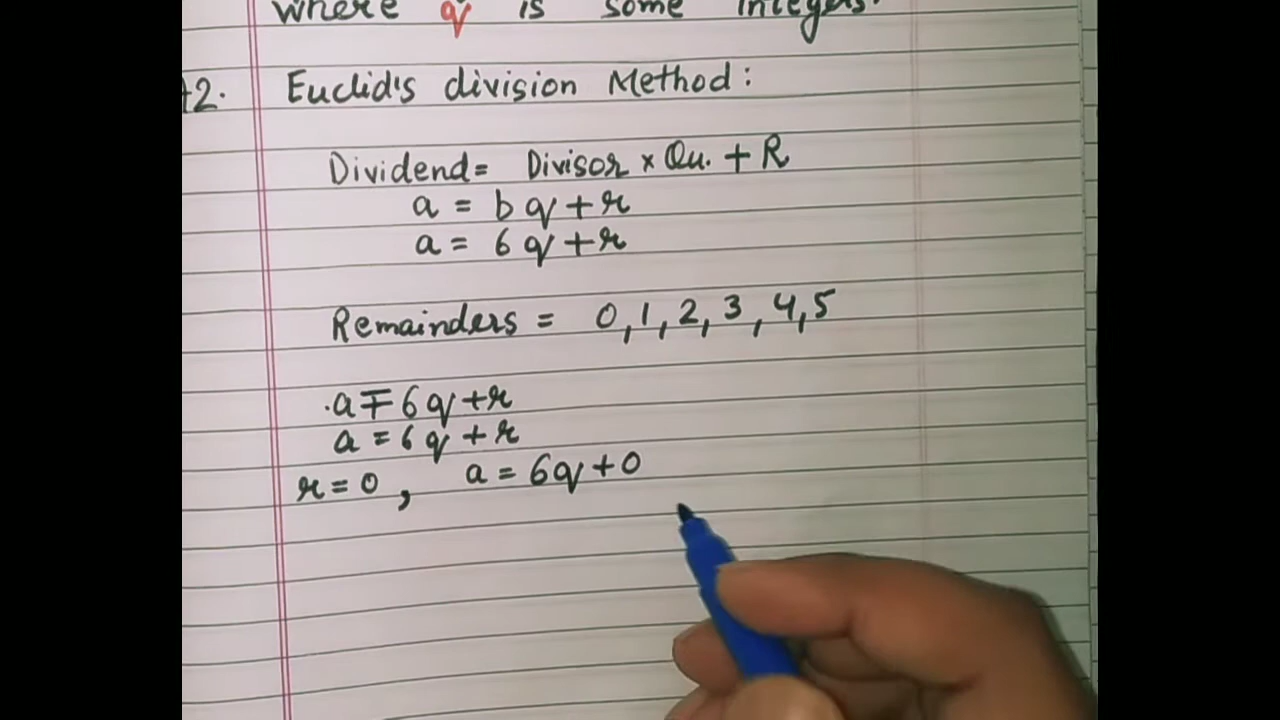 where q is some integers.
2. Euclid's division Method:
Dividend = Divisor × Qu. + R
a = bq + r
a = 6q + r
Remainders = 0, 1, 2, 3, 4, 5
.a ∓ 6q + r
a = 6q + r
r = 0, a = 6q + 0